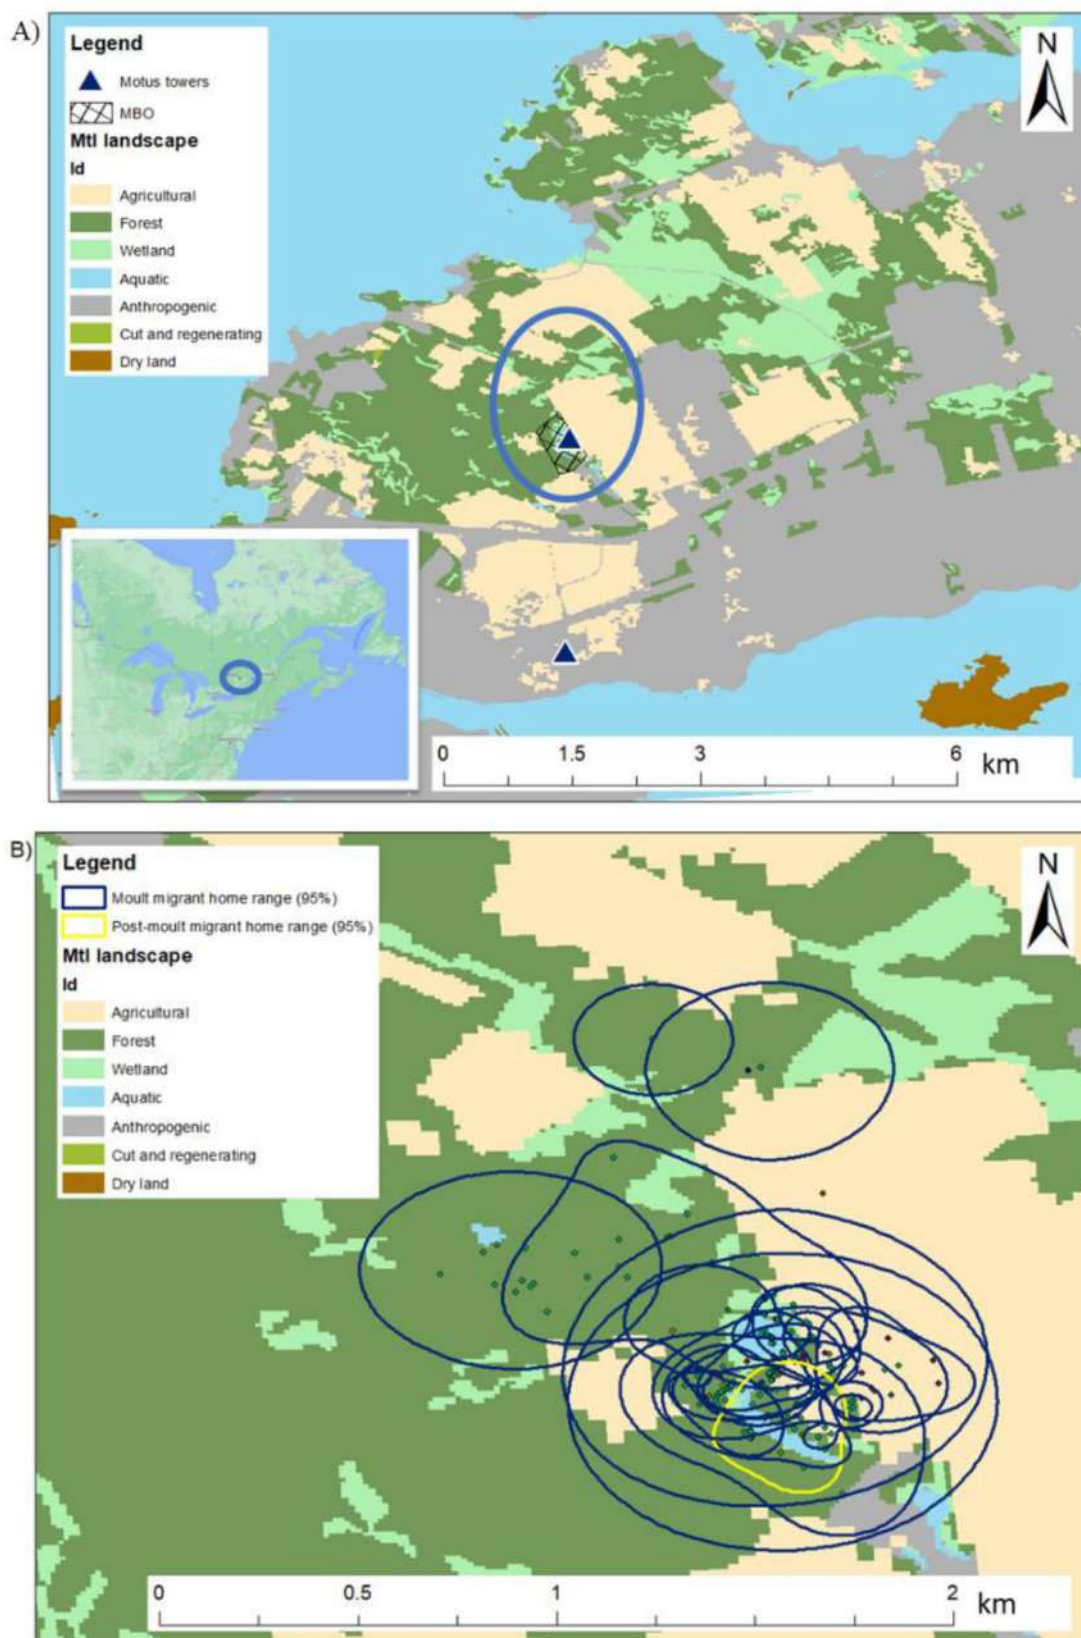 A)
Legend
Motus towers
MBO
Mtl landscape
Id
Agricultural
Forest
Wetland
Aquatic
Anthropogenic
Cut and regenerating
Dry land
N
0 1.5 3 6 km
B)
Legend
Moult migrant home range (95%)
Post-moult migrant home range (95%)
Mtl landscape
Id
Agricultural
Forest
Wetland
Aquatic
Anthropogenic
Cut and regenerating
Dry land
N
0 0.5 1 2 km